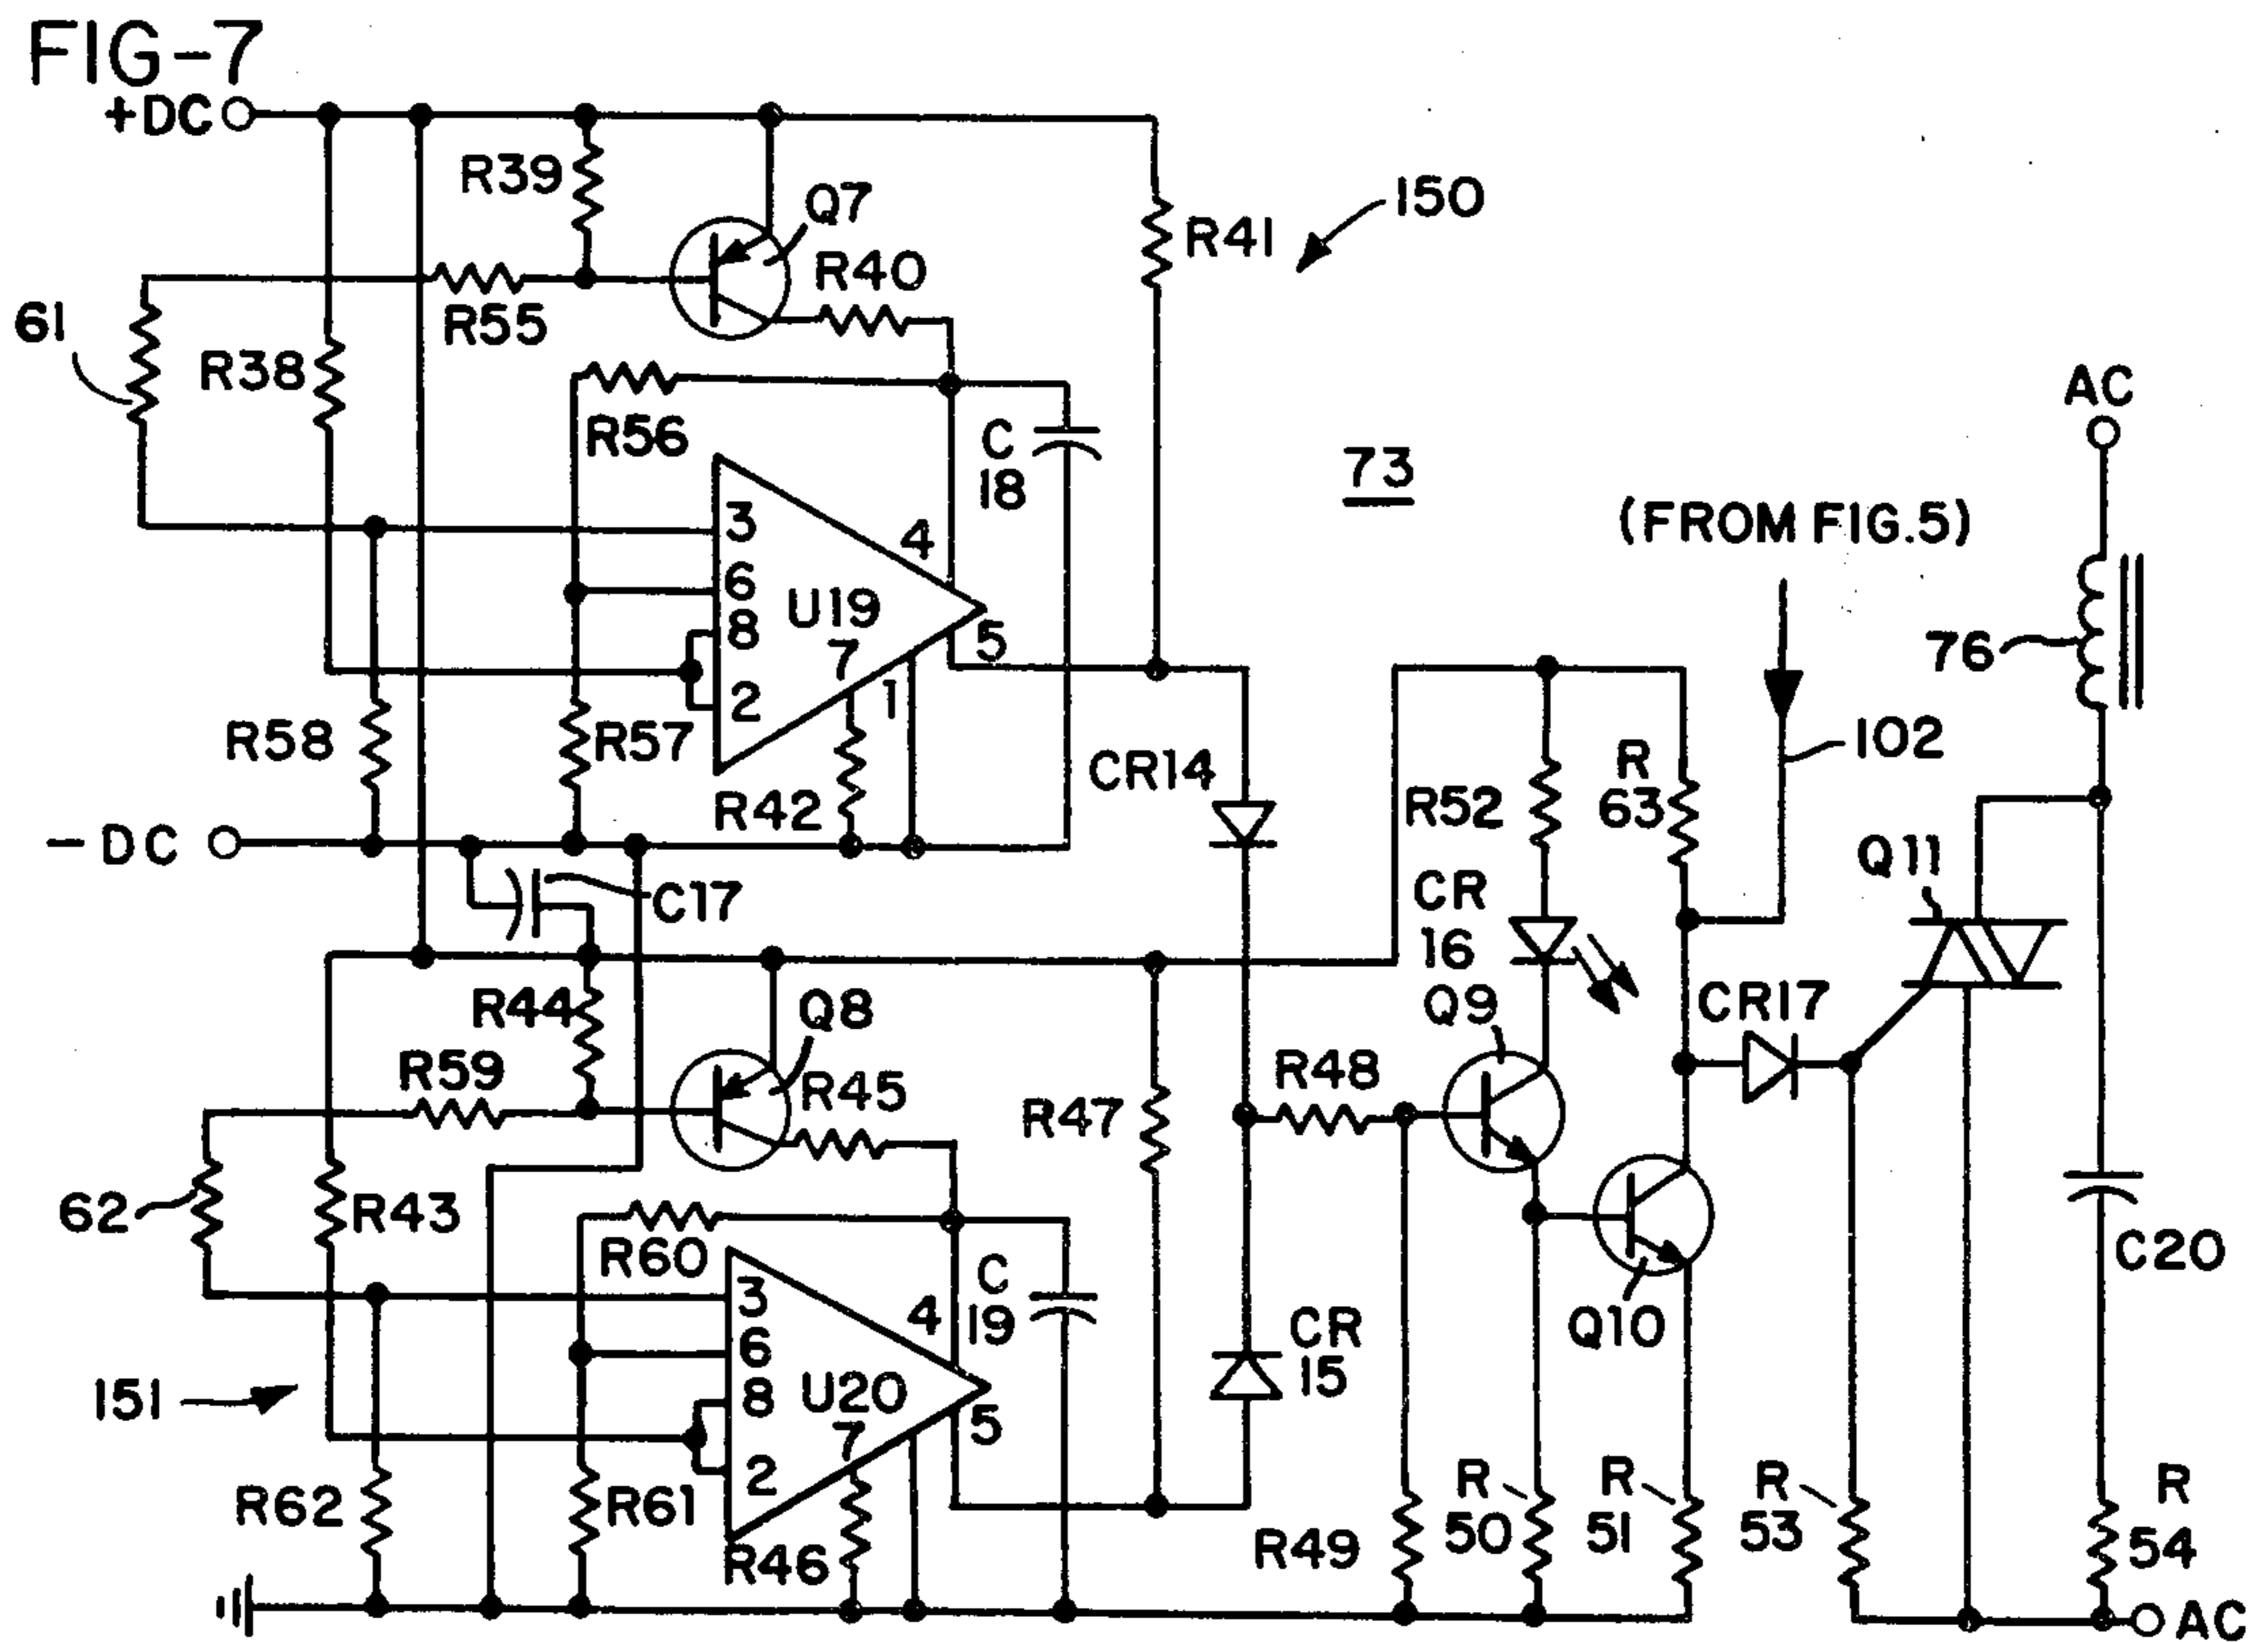 FIG-7
+DC
R39
Q7
150
R41
R40
61
R55
R38
AC
R56
C
18
73
(FROM FIG.5)
3
4
6
U19
8
5
7
76
2
1
R58
R57
102
R
63
CR14
R42
R52
-DC
Q11
C17
CR
16
R44
Q8
Q9
CR17
R59
R45
R48
R47
62
R43
R60
C
19
C20
3
4
6
Q10
CR
15
151
U20
8
5
7
2
R62
R61
R46
R49
R
50
R
51
R
53
R
54
AC